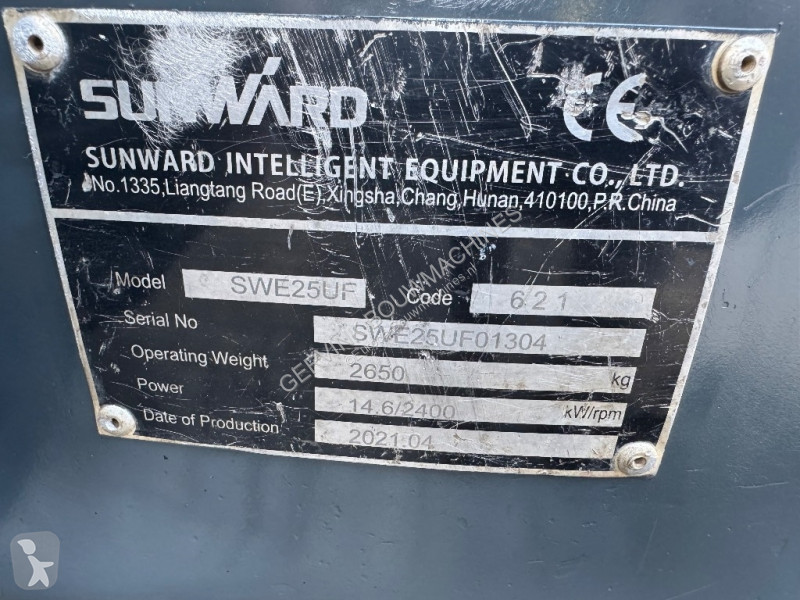 SUNWARD CE
SUNWARD INTELLIGENT EQUIPMENT CO., LTD.
No.1335,Liangtang Road(E),Xingsha,Chang,Hunan,410100,P.R.China
Model SWE25UF Code 621
Serial No SWE25UF01304
Operating Weight 2650 kg
Power 14.6/2400 kW/rpm
Date of Production 2021.04